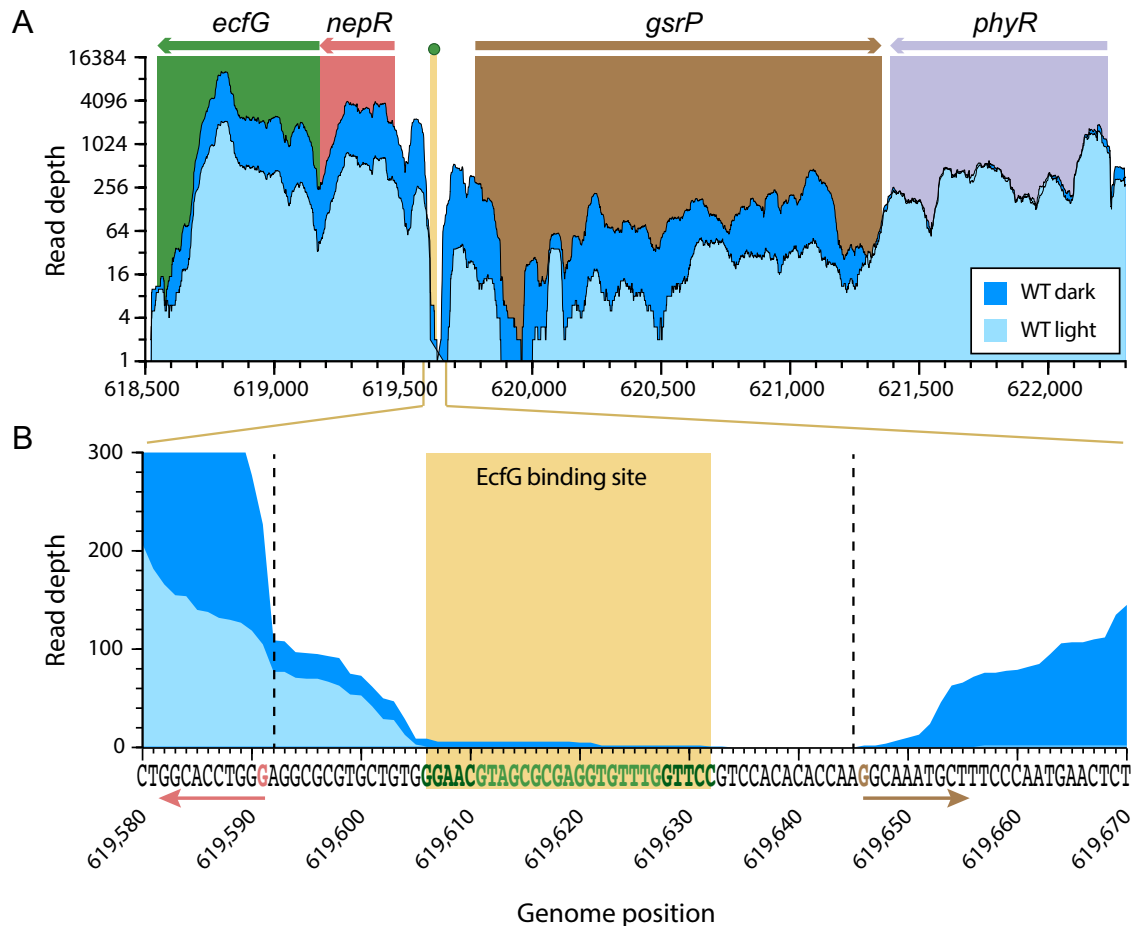 A
ecfG nepR gsrP phyR
16384
4096
1024
256
64
16
4
1
Read depth
WT dark
WT light
618,500 619,000 619,500 620,000 620,500 621,000 621,500 622,000
B
300
200
100
0
Read depth
EcfG binding site
CTGGCACCTGGGAGGCGCGTGCTGTGGGAACGTAGCGCGAGGTGTTTGGTTCCGTCCACACACCAAGGCAAATGCTTTCCCAATGAACTCT
619,580 619,590 619,600 619,610 619,620 619,630 619,640 619,650 619,660 619,670
Genome position